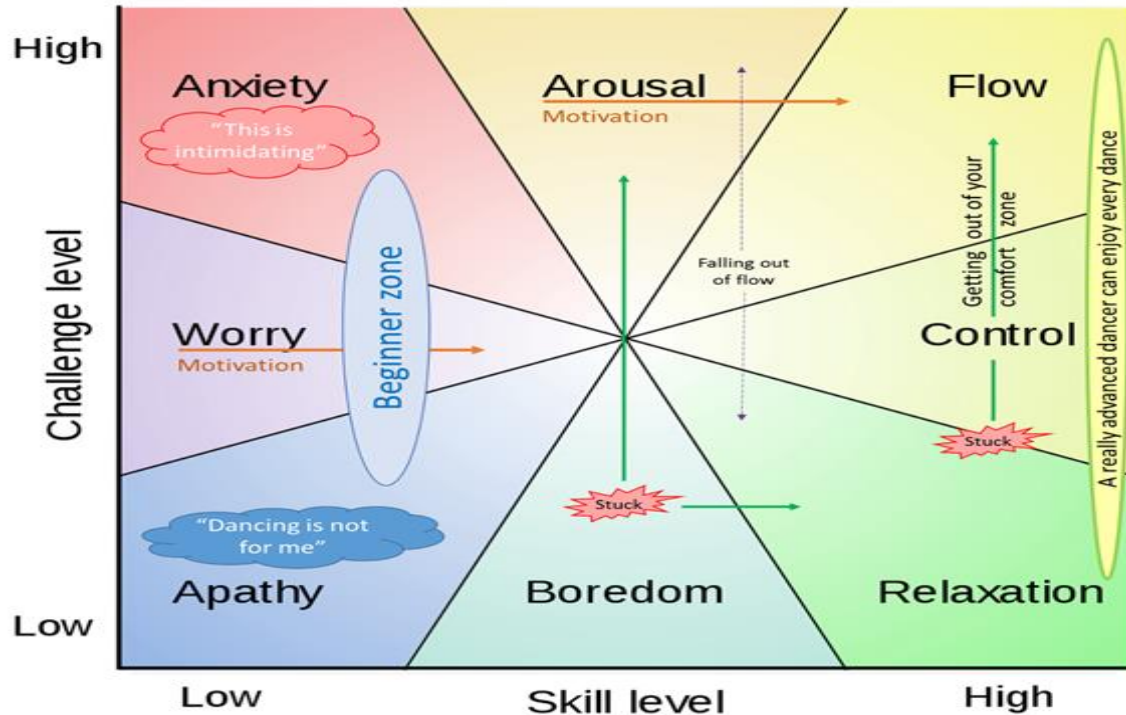 High
Anxiety
Arousal
Flow
Motivation
"This is
intimidating"
Getting out of your
comfort zone
A really advanced dancer can enjoy every dance
Challenge level
Beginner zone
Falling out
of flow
Worry
Motivation
Control
Stuck
Stuck
"Dancing is not
for me"
Apathy
Boredom
Relaxation
Low
Low
Skill level
High